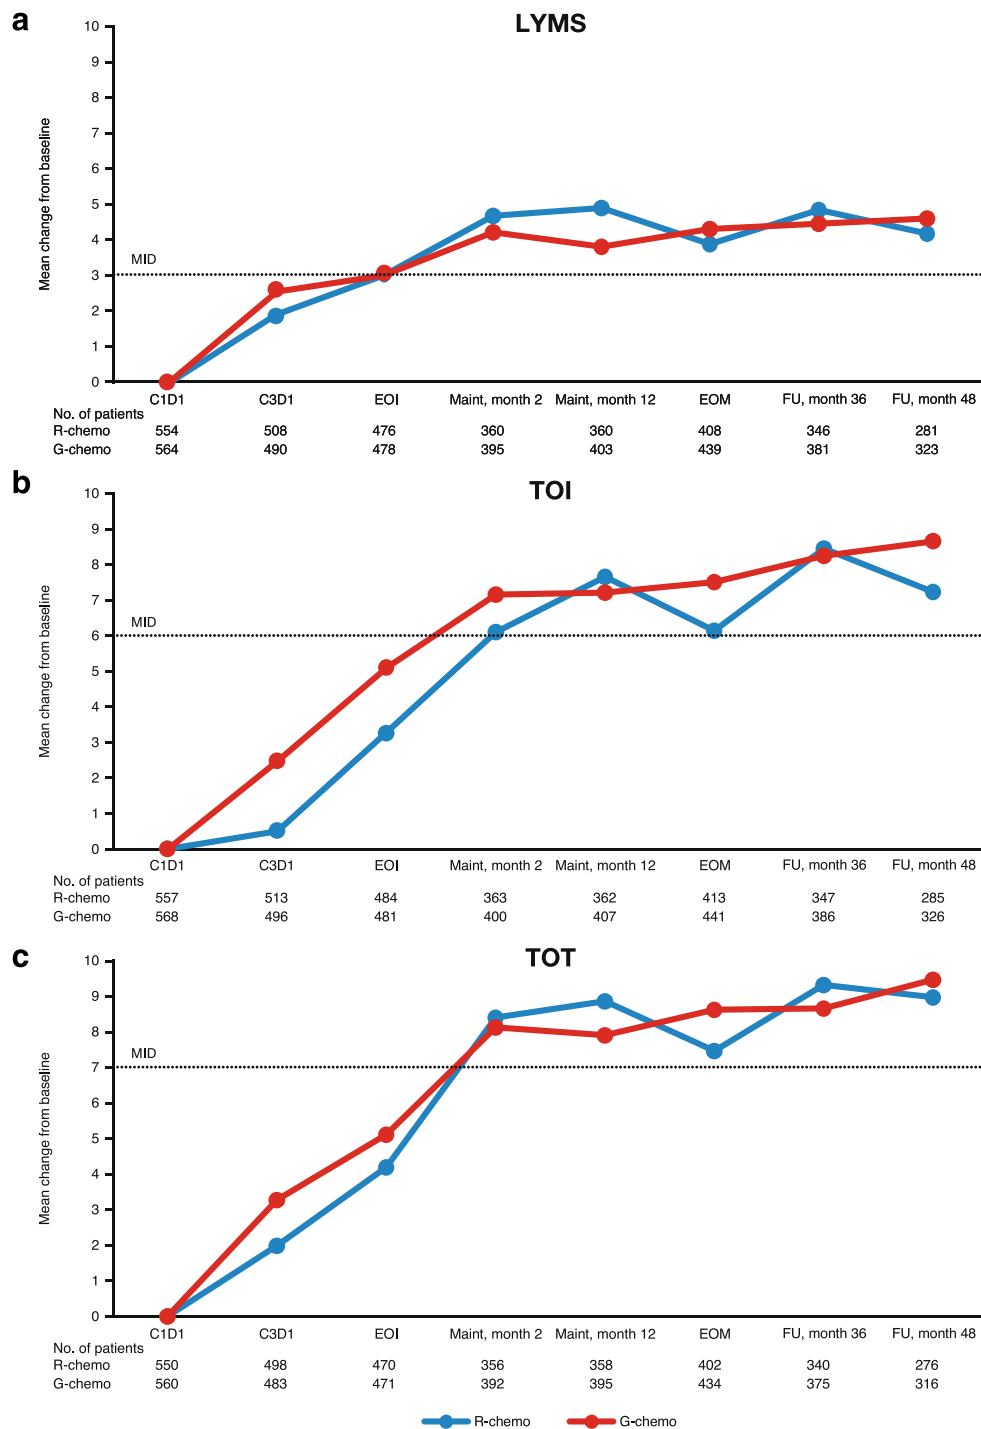 a
LYMS
Mean change from baseline
10
9
8
7
6
5
4
3
2
1
0
MID
C1D1 C3D1 EOI Maint, month 2 Maint, month 12 EOM FU, month 36 FU, month 48
No. of patients
R-chemo 554 508 476 360 360 408 346 281
G-chemo 564 490 478 395 403 439 381 323
b
TOI
Mean change from baseline
10
9
8
7
6
5
4
3
2
1
0
MID
C1D1 C3D1 EOI Maint, month 2 Maint, month 12 EOM FU, month 36 FU, month 48
No. of patients
R-chemo 557 513 484 363 362 413 347 285
G-chemo 568 496 481 400 407 441 386 326
c
TOT
Mean change from baseline
10
9
8
7
6
5
4
3
2
1
0
MID
C1D1 C3D1 EOI Maint, month 2 Maint, month 12 EOM FU, month 36 FU, month 48
No. of patients
R-chemo 550 498 470 356 358 402 340 276
G-chemo 560 483 471 392 395 434 375 316
R-chemo G-chemo